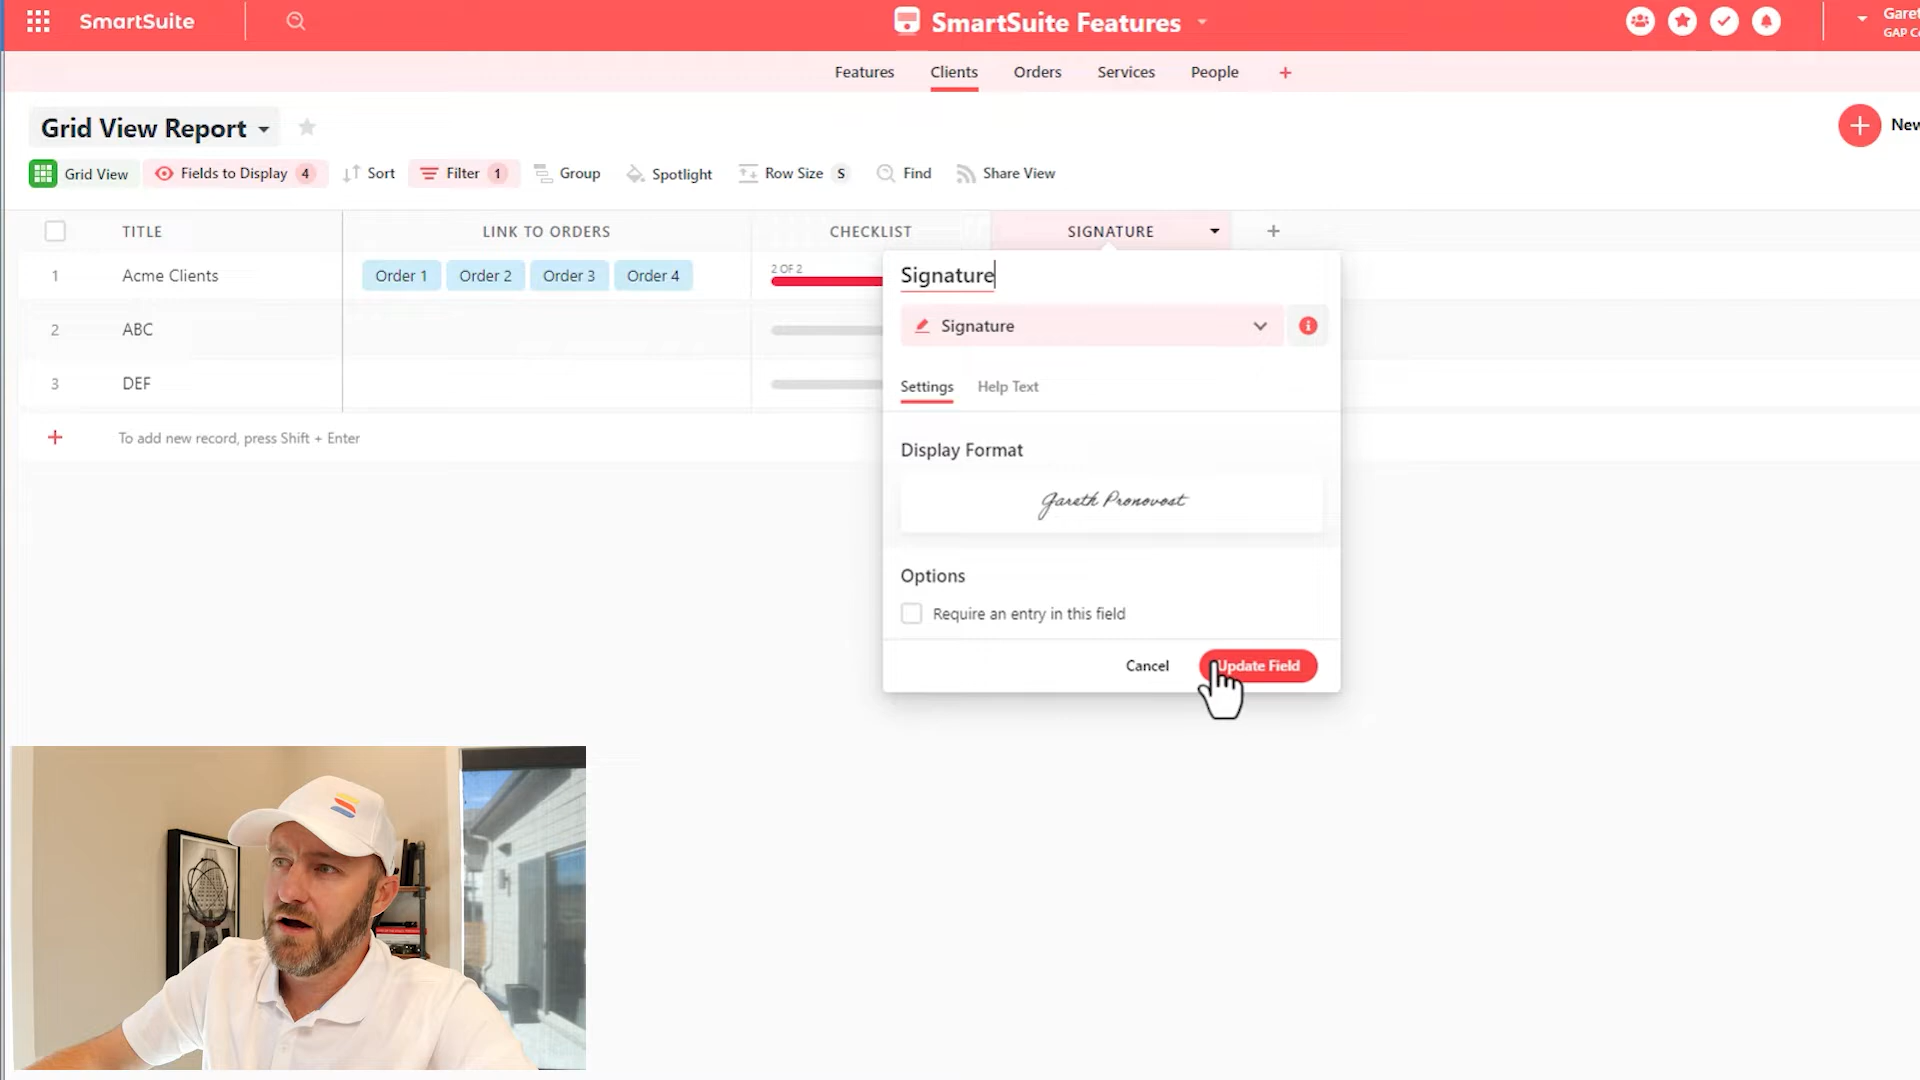 SmartSuite
SmartSuite Features
Garet
GAP Co
Features
Clients
Orders
Services
People
Grid View Report
New
Grid View
Fields to Display 4
Sort
Filter 1
Group
Spotlight
Row Size S
Find
Share View
TITLE
LINK TO ORDERS
CHECKLIST
SIGNATURE
1
Acme Clients
Order 1
Order 2
Order 3
Order 4
2 OF 2
2
ABC
3
DEF
To add new record, press Shift + Enter
Signature
Signature
Settings
Help Text
Display Format
Gareth Pronovost
Options
Require an entry in this field
Cancel
Update Field